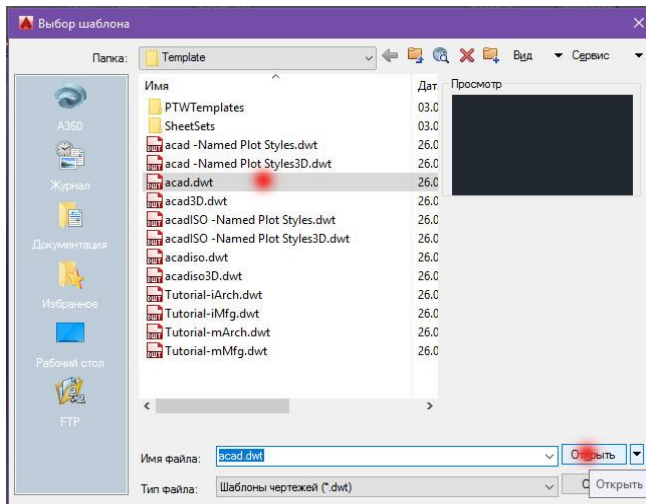 Выбор шаблона
Папка: Template Вид Сервис
Имя Дат Просмотр
PTWTemplates 03.0
SheetSets 03.0
acad -Named Plot Styles.dwt 26.0
acad -Named Plot Styles3D.dwt 26.0
acad.dwt 26.0
acad3D.dwt 26.0
acadISO -Named Plot Styles.dwt 26.0
acadISO -Named Plot Styles3D.dwt 26.0
acadiso.dwt 26.0
acadiso3D.dwt 26.0
Tutorial-iArch.dwt 26.0
Tutorial-iMfg.dwt 26.0
Tutorial-mArch.dwt 26.0
Tutorial-mMfg.dwt 26.0
A360
Журнал
Документация
Избранное
Рабочий стол
FTP
Имя файла: acad.dwt Открыть
Тип файла: Шаблоны чертежей (*.dwt) Открыть